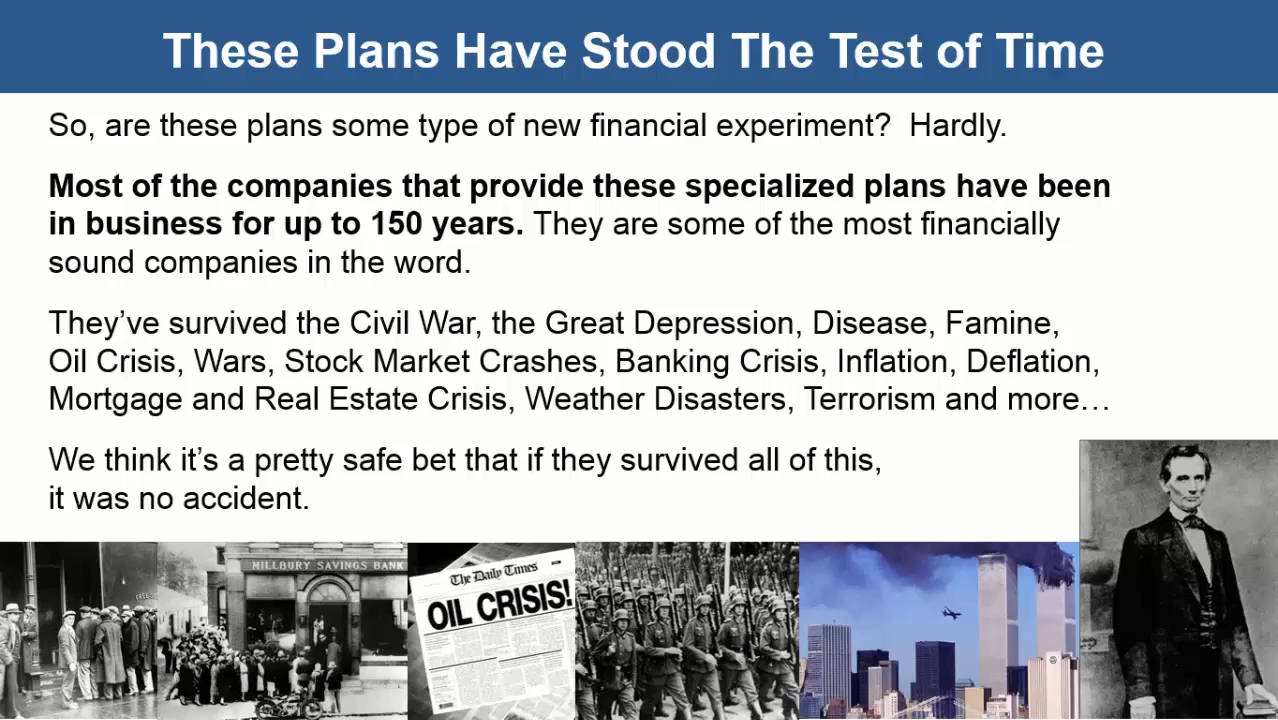 These Plans Have Stood The Test of Time
So, are these plans some type of new financial experiment? Hardly.
Most of the companies that provide these specialized plans have been
in business for up to 150 years. They are some of the most financially
sound companies in the word.
They’ve survived the Civil War, the Great Depression, Disease, Famine,
Oil Crisis, Wars, Stock Market Crashes, Banking Crisis, Inflation, Deflation,
Mortgage and Real Estate Crisis, Weather Disasters, Terrorism and more…
We think it’s a pretty safe bet that if they survived all of this,
it was no accident.
FREE
MILLBURY SAVINGS BANK
The Daily Times
OIL CRISIS!